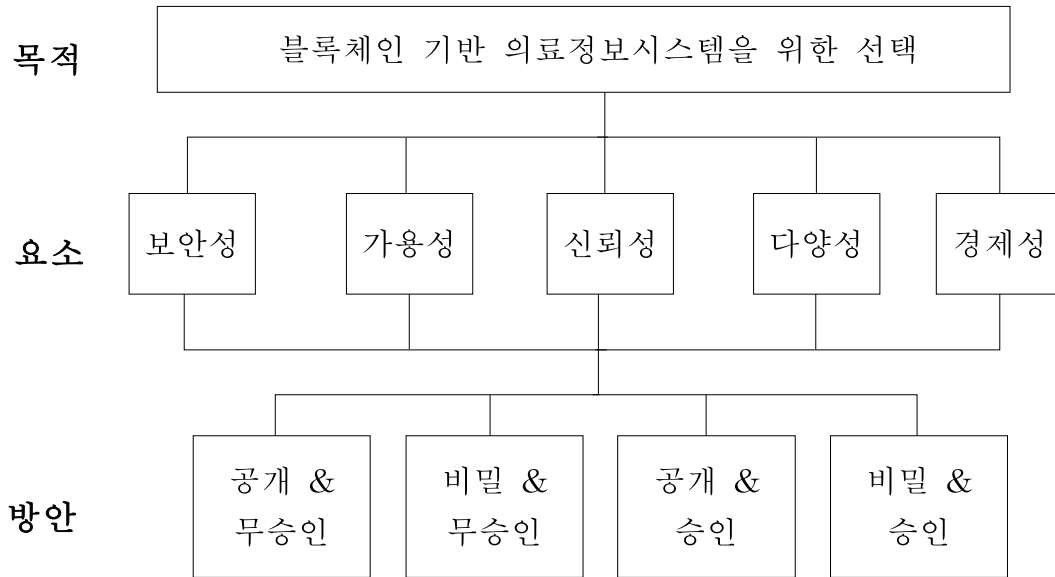 목적
블록체인 기반 의료정보시스템을 위한 선택
요소
보안성
가용성
신뢰성
다양성
경제성
방안
공개 &
무승인
비밀 &
무승인
공개 &
승인
비밀 &
승인